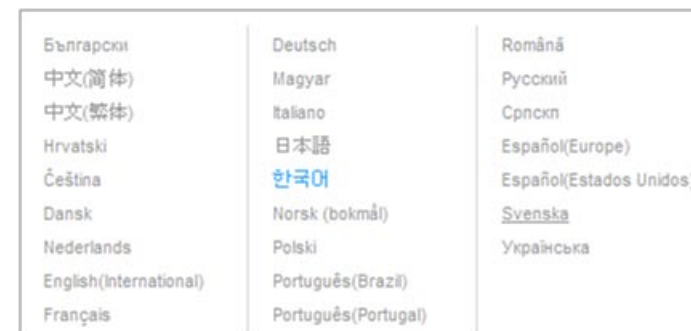 Български
中文(简体)
中文(繁体)
Hrvatski
Čeština
Dansk
Nederlands
English(International)
Français
Deutsch
Magyar
Italiano
日本語
한국어
Norsk (bokmål)
Polski
Português(Brazil)
Português(Portugal)
Română
Русский
Српскп
Español(Europe)
Español(Estados Unidos)
Svenska
Українська